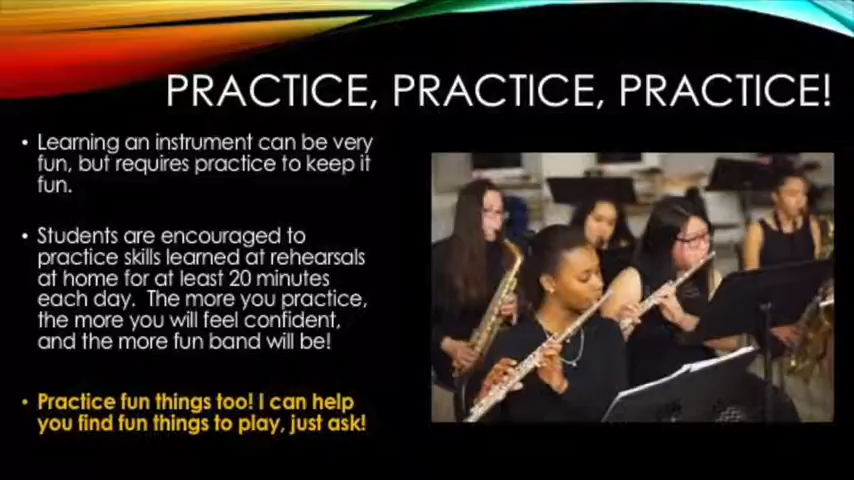 PRACTICE, PRACTICE, PRACTICE!
• Learning an instrument can be very
fun, but requires practice to keep it
fun.
• Students are encouraged to
practice skills learned at rehearsals
at home for at least 20 minutes
each day. The more you practice,
the more you will feel confident,
and the more fun band will be!
• Practice fun things too! I can help
you find fun things to play, just ask!